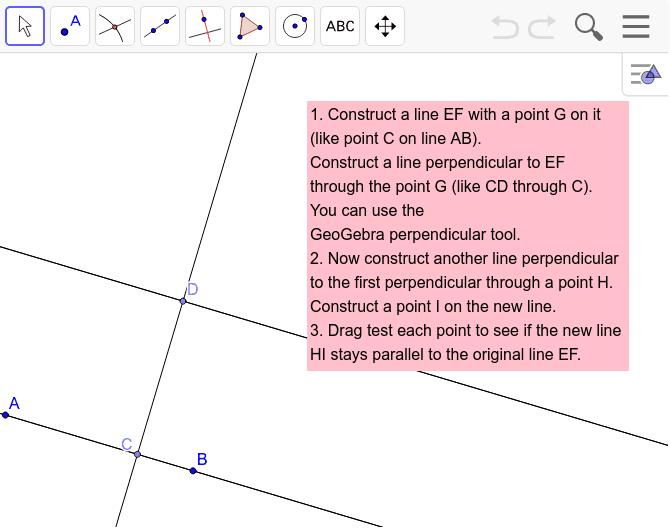 A
ABC
1. Construct a line EF with a point G on it
(like point C on line AB).
Construct a line perpendicular to EF
through the point G (like CD through C).
You can use the
GeoGebra perpendicular tool.
2. Now construct another line perpendicular
to the first perpendicular through a point H.
Construct a point I on the new line.
3. Drag test each point to see if the new line
HI stays parallel to the original line EF.
D
A
C
B